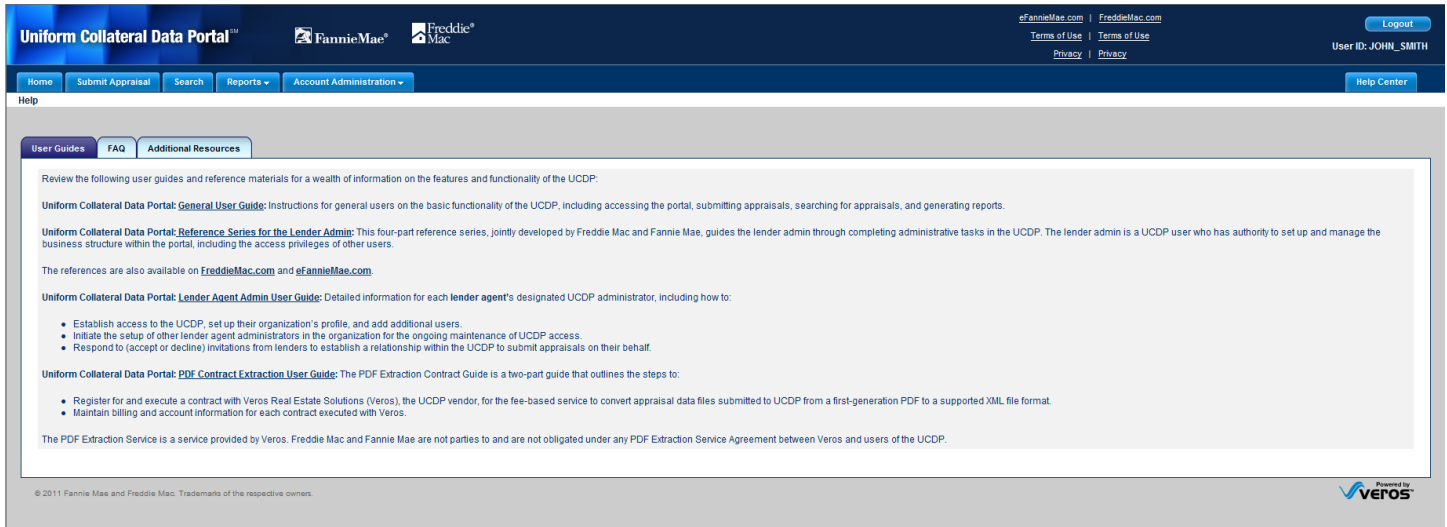 Uniform Collateral Data Portal℠
FannieMae®
Freddie® Mac
eFannieMae.com | FreddieMac.com
Terms of Use | Terms of Use
Privacy | Privacy
Logout
User ID: JOHN_SMITH
Home Submit Appraisal Search Reports Account Administration Help Center
Help
User Guides FAQ Additional Resources
Review the following user guides and reference materials for a wealth of information on the features and functionality of the UCDP:
Uniform Collateral Data Portal: General User Guide: Instructions for general users on the basic functionality of the UCDP, including accessing the portal, submitting appraisals, searching for appraisals, and generating reports.
Uniform Collateral Data Portal: Reference Series for the Lender Admin: This four-part reference series, jointly developed by Freddie Mac and Fannie Mae, guides the lender admin through completing administrative tasks in the UCDP. The lender admin is a UCDP user who has authority to set up and manage the
business structure within the portal, including the access privileges of other users.
The references are also available on FreddieMac.com and eFannieMae.com.
Uniform Collateral Data Portal: Lender Agent Admin User Guide: Detailed information for each lender agent's designated UCDP administrator, including how to:
• Establish access to the UCDP, set up their organization's profile, and add additional users.
• Initiate the setup of other lender agent administrators in the organization for the ongoing maintenance of UCDP access.
• Respond to (accept or decline) invitations from lenders to establish a relationship within the UCDP to submit appraisals on their behalf.
Uniform Collateral Data Portal: PDF Contract Extraction User Guide: The PDF Extraction Contract Guide is a two-part guide that outlines the steps to:
• Register for and execute a contract with Veros Real Estate Solutions (Veros), the UCDP vendor, for the fee-based service to convert appraisal data files submitted to UCDP from a first-generation PDF to a supported XML file format.
• Maintain billing and account information for each contract executed with Veros.
The PDF Extraction Service is a service provided by Veros. Freddie Mac and Fannie Mae are not parties to and are not obligated under any PDF Extraction Service Agreement between Veros and users of the UCDP.
© 2011 Fannie Mae and Freddie Mac. Trademarks of the respective owners.
Powered by
veros™